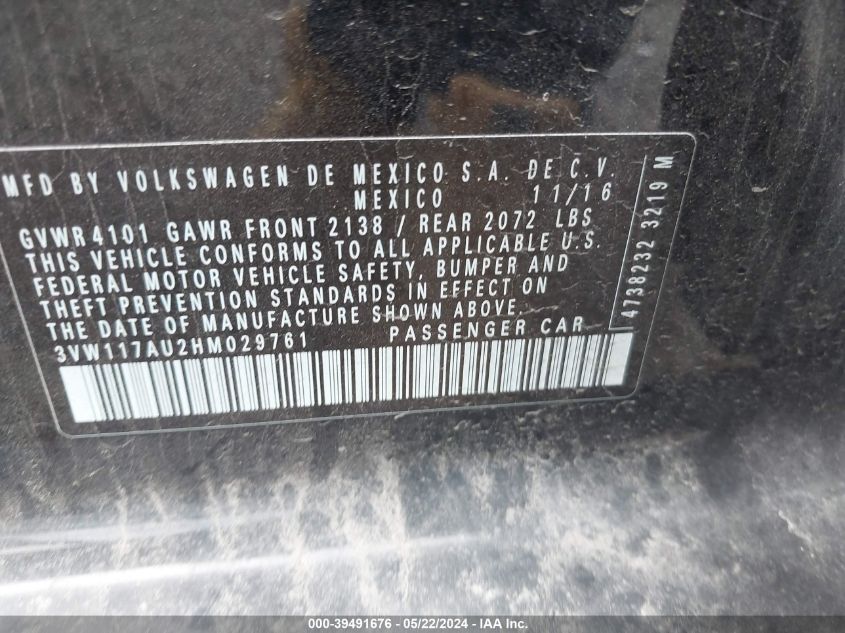 MFD BY VOLKSWAGEN DE MEXICO S.A. DE C.V.
MEXICO 11/16
GVWR4101 GAWR FRONT 2138 / REAR 2072 LBS
THIS VEHICLE CONFORMS TO ALL APPLICABLE U.S.
FEDERAL MOTOR VEHICLE SAFETY, BUMPER AND
THEFT PREVENTION STANDARDS IN EFFECT ON
THE DATE OF MANUFACTURE SHOWN ABOVE.
3VW117AU2HM029761 PASSENGER CAR
4738232 3219 M
000-39491676 - 05/22/2024 - IAA Inc.